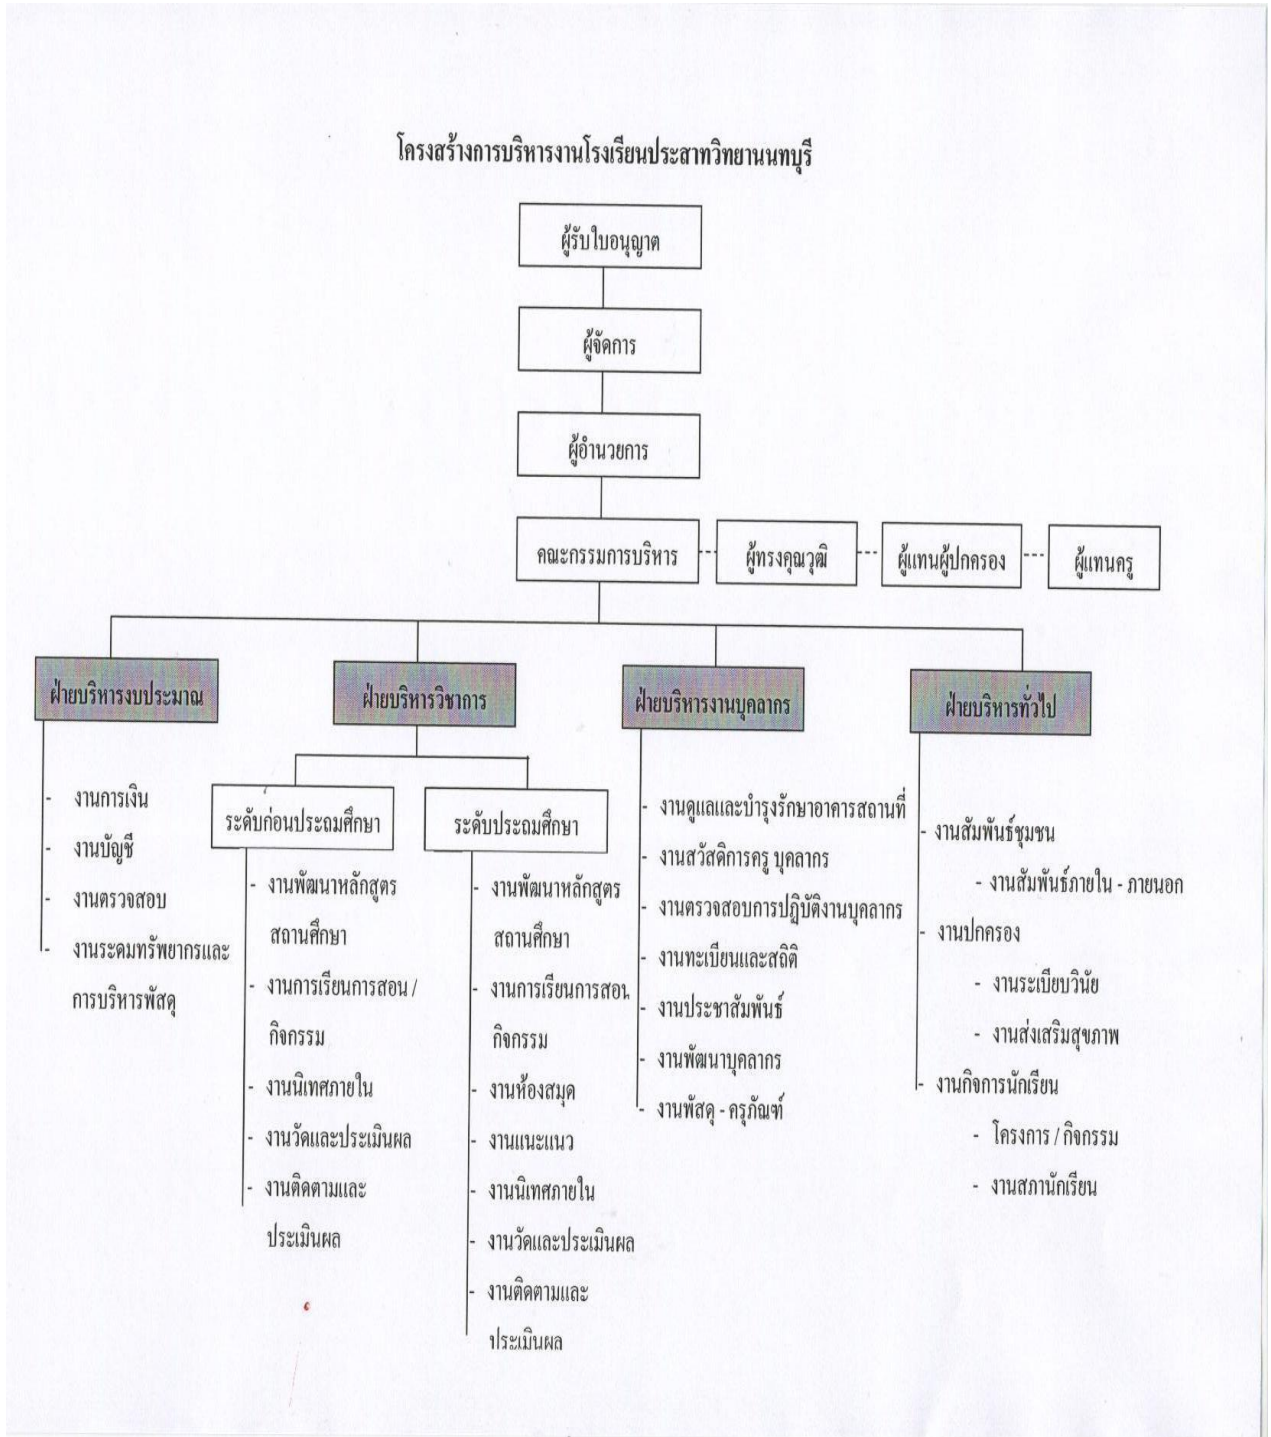 โครงสร้างการบริหารงานโรงเรียนประสาทวิทยานนทบุรี
ผู้รับใบอนุญาต
ผู้จัดการ
ผู้อำนวยการ
คณะกรรมการบริหาร
ผู้ทรงคุณวุฒิ
ผู้แทนผู้ปกครอง
ผู้แทนครู
ฝ่ายบริหารงบประมาณ
- งานการเงิน
- งานบัญชี
- งานตรวจสอบ
- งานระดมทรัพยากรและ
การบริหารพัสดุ
ฝ่ายบริหารวิชาการ
ระดับก่อนประถมศึกษา
- งานพัฒนาหลักสูตร
สถานศึกษา
- งานการเรียนการสอน /
กิจกรรม
- งานนิเทศภายใน
- งานวัดและประเมินผล
- งานติดตามและ
ประเมินผล
ระดับประถมศึกษา
- งานพัฒนาหลักสูตร
สถานศึกษา
- งานการเรียนการสอน
กิจกรรม
- งานห้องสมุด
- งานแนะแนว
- งานนิเทศภายใน
- งานวัดและประเมินผล
- งานติดตามและ
ประเมินผล
ฝ่ายบริหารงานบุคลากร
- งานดูแลและบำรุงรักษาอาคารสถานที่
- งานสวัสดิการครู บุคลากร
- งานตรวจสอบการปฏิบัติงานบุคลากร
- งานทะเบียนและสถิติ
- งานประชาสัมพันธ์
- งานพัฒนาบุคลากร
- งานพัสดุ - ครุภัณฑ์
ฝ่ายบริหารทั่วไป
- งานสัมพันธ์ชุมชน
- งานสัมพันธ์ภายใน - ภายนอก
- งานปกครอง
- งานระเบียบวินัย
- งานส่งเสริมสุขภาพ
- งานกิจการนักเรียน
- โครงการ / กิจกรรม
- งานสภานักเรียน